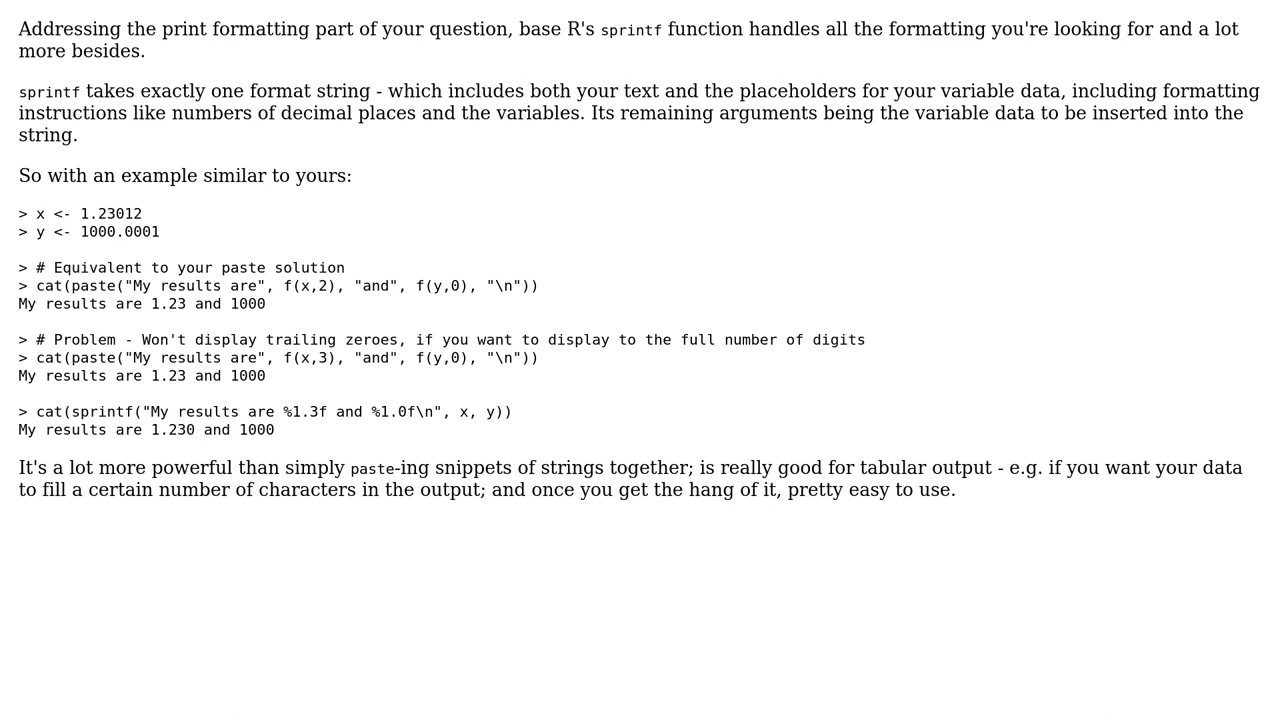 Addressing the print formatting part of your question, base R's sprintf function handles all the formatting you're looking for and a lot
more besides.
sprintf takes exactly one format string - which includes both your text and the placeholders for your variable data, including formatting
instructions like numbers of decimal places and the variables. Its remaining arguments being the variable data to be inserted into the
string.
So with an example similar to yours:
> x <- 1.23012
> y <- 1000.0001
> # Equivalent to your paste solution
> cat(paste("My results are", f(x,2), "and", f(y,0), "\n"))
My results are 1.23 and 1000
> # Problem - Won't display trailing zeroes, if you want to display to the full number of digits
> cat(paste("My results are", f(x,3), "and", f(y,0), "\n"))
My results are 1.23 and 1000
> cat(sprintf("My results are %1.3f and %1.0f\n", x, y))
My results are 1.230 and 1000
It's a lot more powerful than simply paste-ing snippets of strings together; is really good for tabular output - e.g. if you want your data
to fill a certain number of characters in the output; and once you get the hang of it, pretty easy to use.